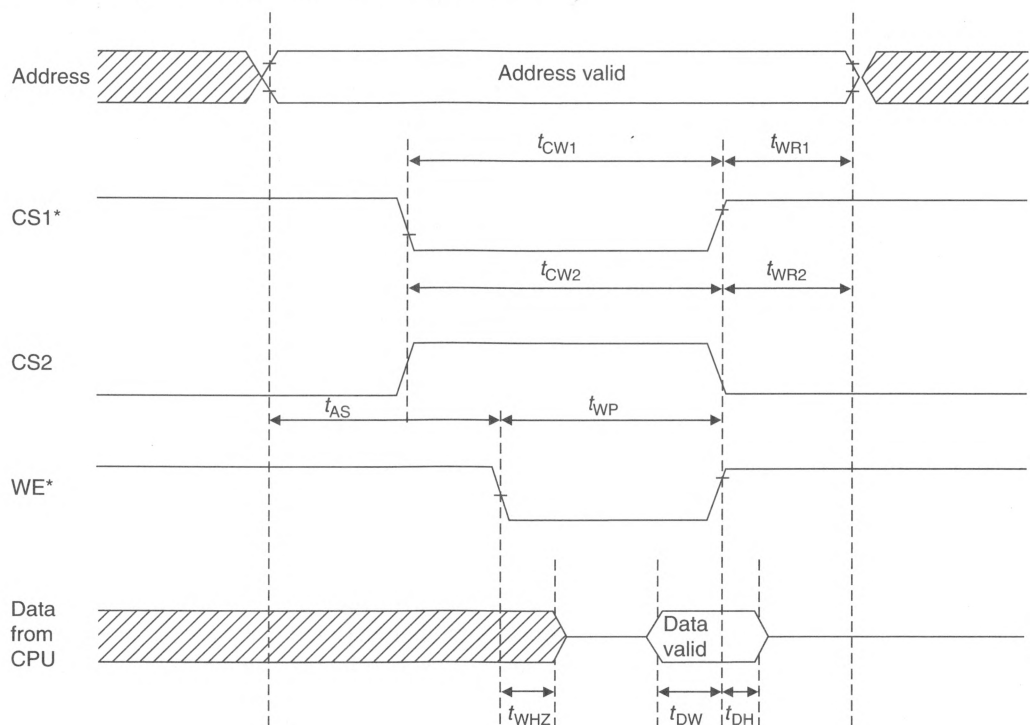 Address
Address valid
tCW1
tWR1
CS1*
tCW2
tWR2
CS2
tAS
tWP
WE*
Data
from
CPU
Data
valid
tWHZ
tDW
tDH